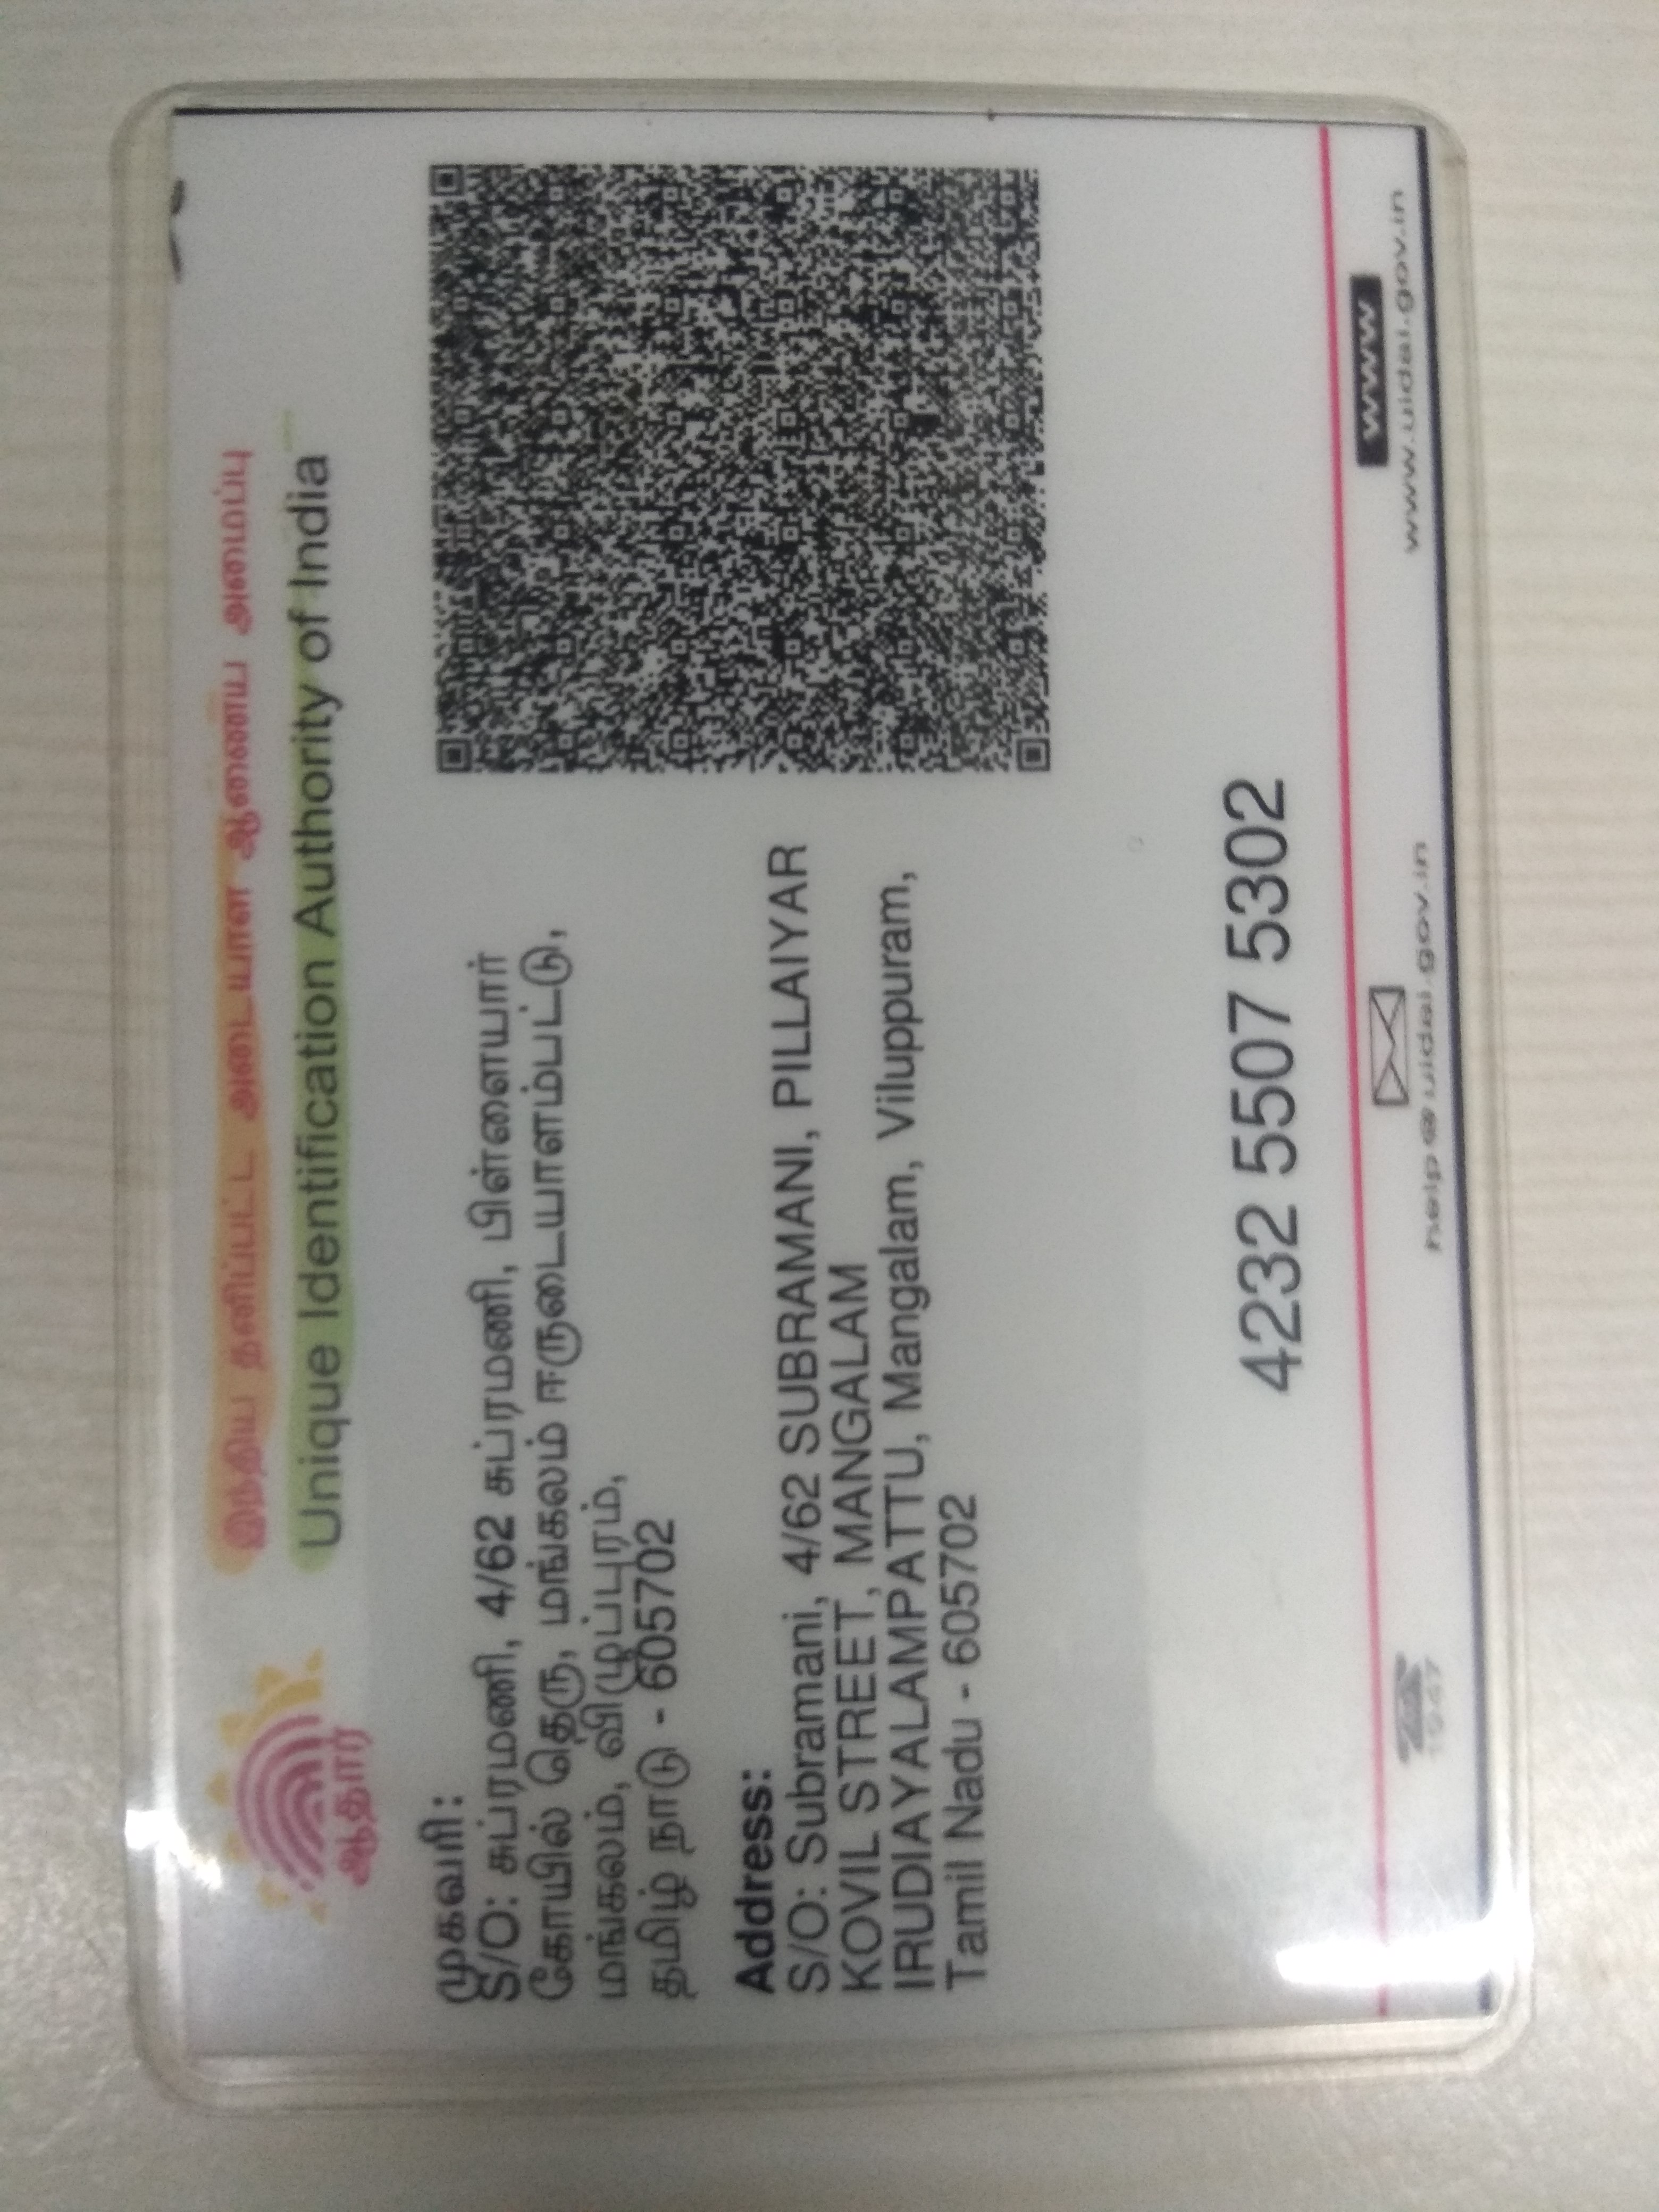 இந்திய தனிப்பட்ட அடையாள ஆணைய அமைப்பு
Unique Identification Authority of India
ஆதார்
முகவரி:
S/O: சுப்ரமணி, 4/62 சுப்ரமணி, பிள்ளையார்
கோயில் தெரு, மங்கலம் ஈருடையாளம்பட்டு,
மங்கலம், விழுப்புரம்,
தமிழ் நாடு - 605702
Address:
S/O: Subramani, 4/62 SUBRAMANI, PILLAIYAR
KOVIL STREET, MANGALAM
IRUDIAYALAMPATTU, Mangalam, Viluppuram,
Tamil Nadu - 605702
4232 5507 5302
1947
help@uidai.gov.in
www
www.uidai.gov.in